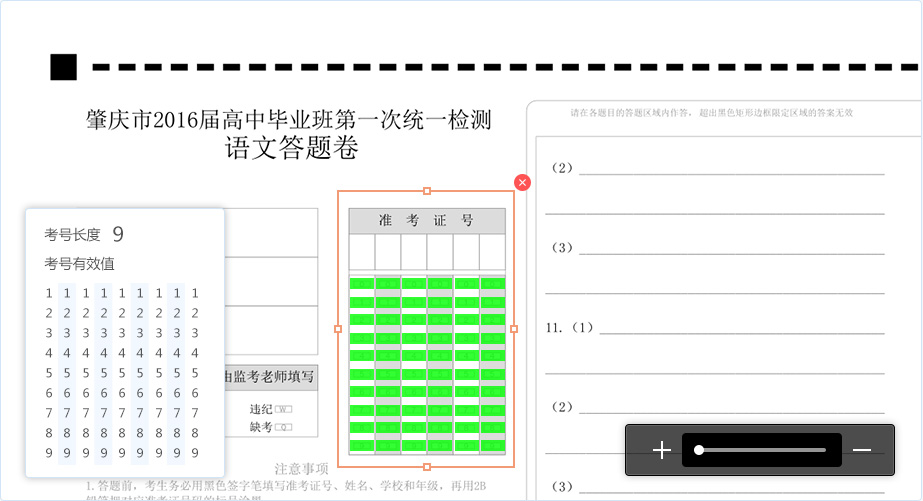 肇庆市2016届高中毕业班第一次统一检测
语文答题卷
请在各题目的答题区域内作答，超出黑色矩形边框限定区域的答案无效
（2）
（3）
11.（1）
（2）
（3）
准 考 证 号
考号长度 9
考号有效值
1 1 1 1 1 1 1 1 1
2 2 2 2 2 2 2 2 2
3 3 3 3 3 3 3 3 3
4 4 4 4 4 4 4 4 4
5 5 5 5 5 5 5 5 5
6 6 6 6 6 6 6 6 6
7 7 7 7 7 7 7 7 7
8 8 8 8 8 8 8 8 8
9 9 9 9 9 9 9 9 9
由监考老师填写
违纪
缺考
注意事项
1.答题前，考生务必用黑色签字笔填写准考证号、姓名、学校和年级，再用2B